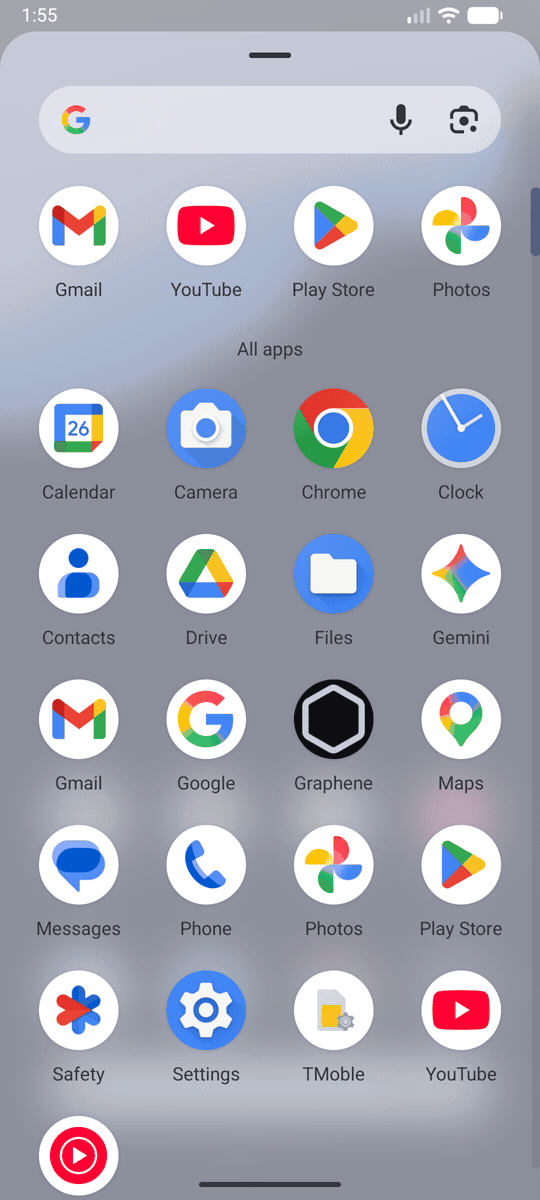 1:55
Gmail YouTube Play Store Photos
All apps
26
Calendar Camera Chrome Clock
Contacts Drive Files Gemini
Gmail Google Graphene Maps
Messages Phone Photos Play Store
Safety Settings TMoble YouTube